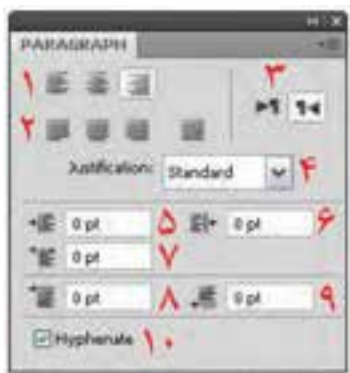 PARAGRAPH
۱ ۳
۲
Justification: Standard ۴
0 pt ۵ 0 pt ۶
0 pt ۷
0 pt ۸ 0 pt ۹
Hyphenate ۱۰